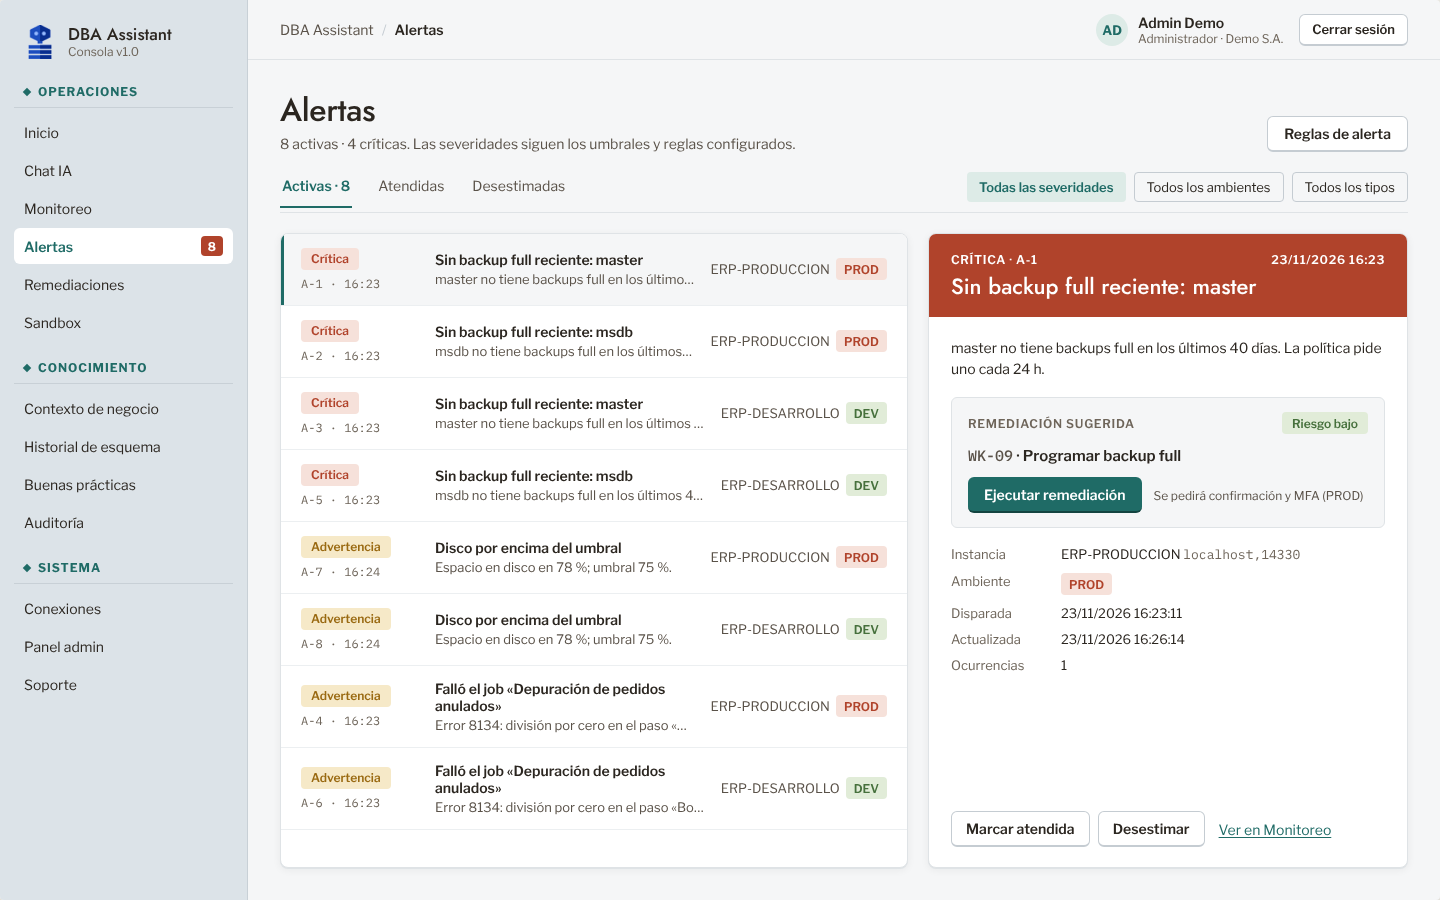 DBA Assistant
Consola v1.0
OPERACIONES
Inicio
Chat IA
Monitoreo
Alertas 8
Remediaciones
Sandbox
CONOCIMIENTO
Contexto de negocio
Historial de esquema
Buenas prácticas
Auditoría
SISTEMA
Conexiones
Panel admin
Soporte
DBA Assistant / Alertas
AD
Admin Demo
Administrador · Demo S.A.
Cerrar sesión
Alertas
8 activas · 4 críticas. Las severidades siguen los umbrales y reglas configurados.
Reglas de alerta
Activas · 8 Atendidas Desestimadas
Todas las severidades Todos los ambientes Todos los tipos
Crítica
A-1 · 16:23
Sin backup full reciente: master
master no tiene backups full en los último...
ERP-PRODUCCION PROD
Crítica
A-2 · 16:23
Sin backup full reciente: msdb
msdb no tiene backups full en los últimos...
ERP-PRODUCCION PROD
Crítica
A-3 · 16:23
Sin backup full reciente: master
master no tiene backups full en los últimos ...
ERP-DESARROLLO DEV
Crítica
A-5 · 16:23
Sin backup full reciente: msdb
msdb no tiene backups full en los últimos 4...
ERP-DESARROLLO DEV
Advertencia
A-7 · 16:24
Disco por encima del umbral
Espacio en disco en 78 %; umbral 75 %.
ERP-PRODUCCION PROD
Advertencia
A-8 · 16:24
Disco por encima del umbral
Espacio en disco en 78 %; umbral 75 %.
ERP-DESARROLLO DEV
Advertencia
A-4 · 16:23
Falló el job «Depuración de pedidos
anulados»
Error 8134: división por cero en el paso «...
ERP-PRODUCCION PROD
Advertencia
A-6 · 16:23
Falló el job «Depuración de pedidos
anulados»
Error 8134: división por cero en el paso «Bo...
ERP-DESARROLLO DEV
CRÍTICA · A-1 23/11/2026 16:23
Sin backup full reciente: master
master no tiene backups full en los últimos 40 días. La política pide
uno cada 24 h.
REMEDIACIÓN SUGERIDA Riesgo bajo
WK-09 · Programar backup full
Ejecutar remediación Se pedirá confirmación y MFA (PROD)
Instancia ERP-PRODUCCION localhost,14330
Ambiente PROD
Disparada 23/11/2026 16:23:11
Actualizada 23/11/2026 16:26:14
Ocurrencias 1
Marcar atendida Desestimar Ver en Monitoreo